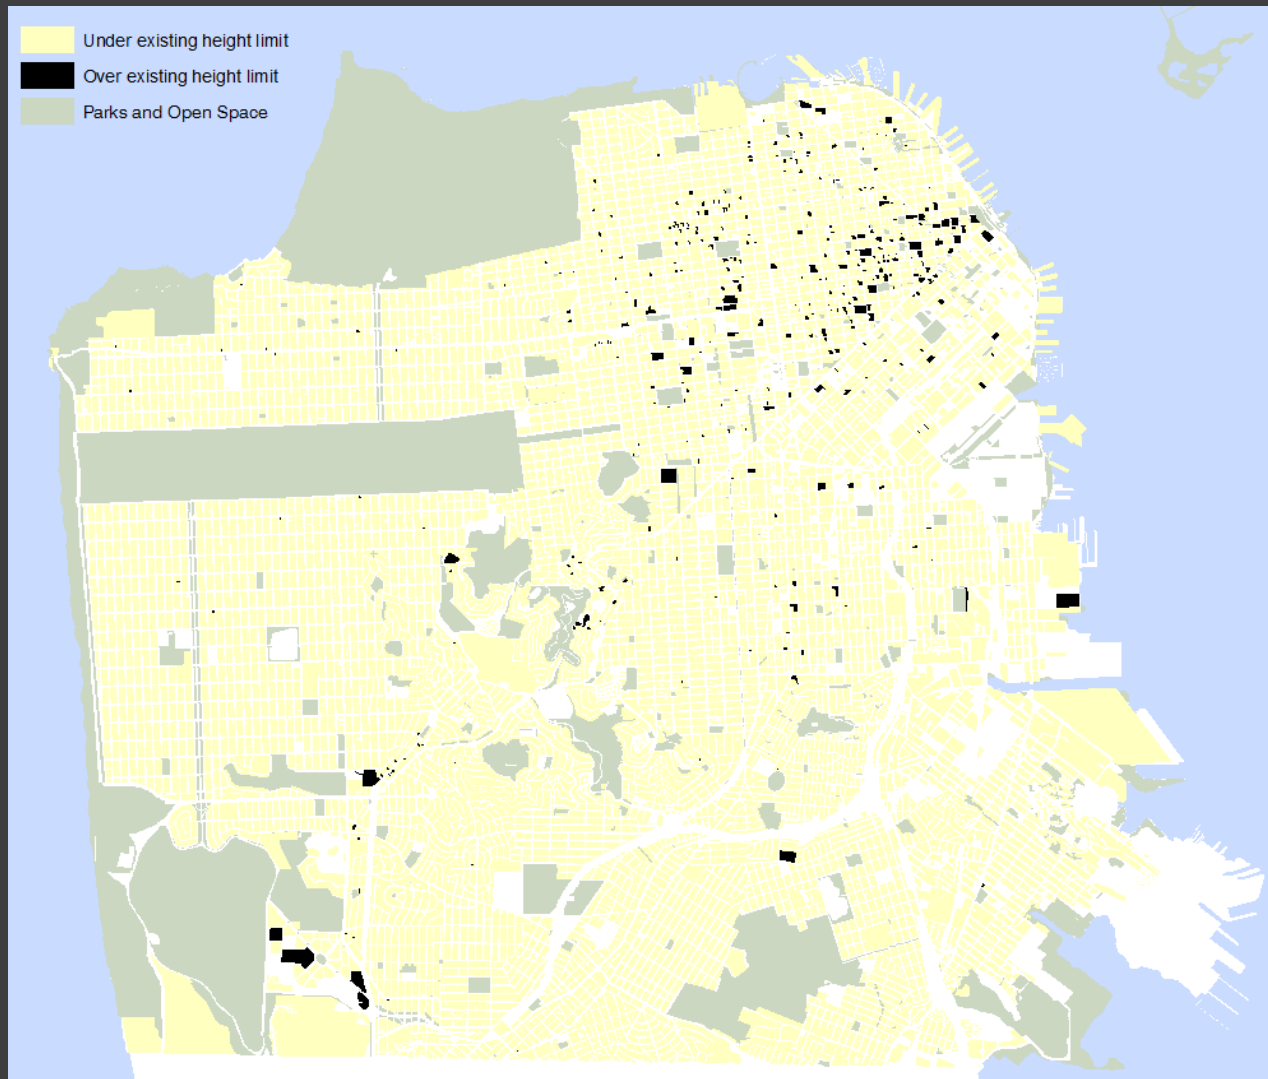 Under existing height limit
Over existing height limit
Parks and Open Space